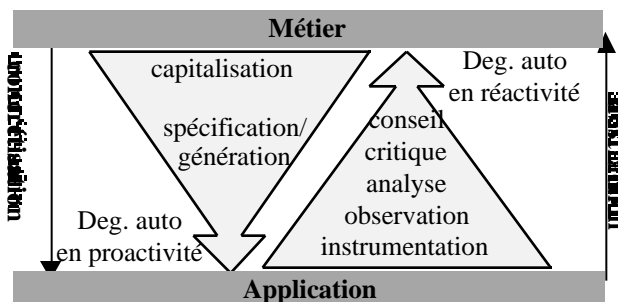 Métier
capitalisation
spécification/
génération
Deg. auto
en proactivité
Deg. auto
en réactivité
conseil
critique
analyse
observation
instrumentation
Application